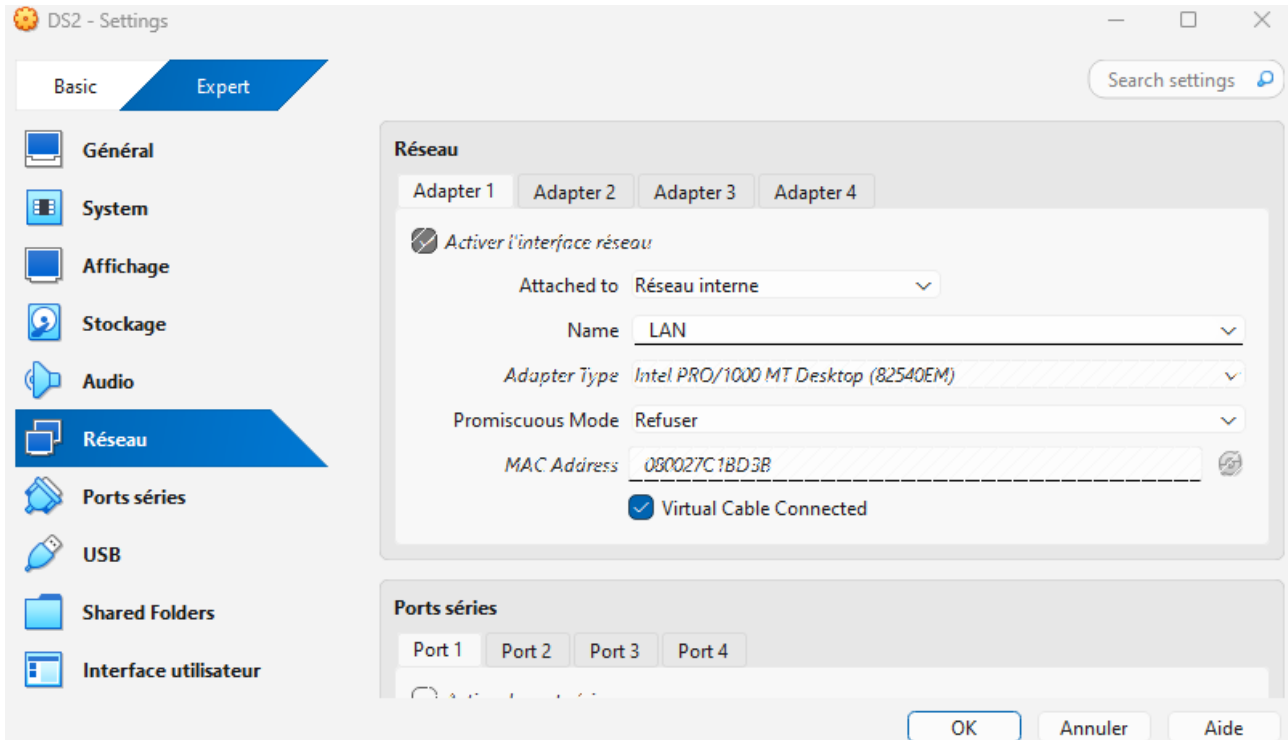 DS2 - Settings
Basic Expert
Search settings
Général
System
Affichage
Stockage
Audio
Réseau
Ports séries
USB
Shared Folders
Interface utilisateur
Réseau
Adapter 1 Adapter 2 Adapter 3 Adapter 4
Activer l'interface réseau
Attached to Réseau interne
Name LAN
Adapter Type Intel PRO/1000 MT Desktop (82540EM)
Promiscuous Mode Refuser
MAC Address 080027C1BD3B
Virtual Cable Connected
Ports séries
Port 1 Port 2 Port 3 Port 4
OK Annuler Aide